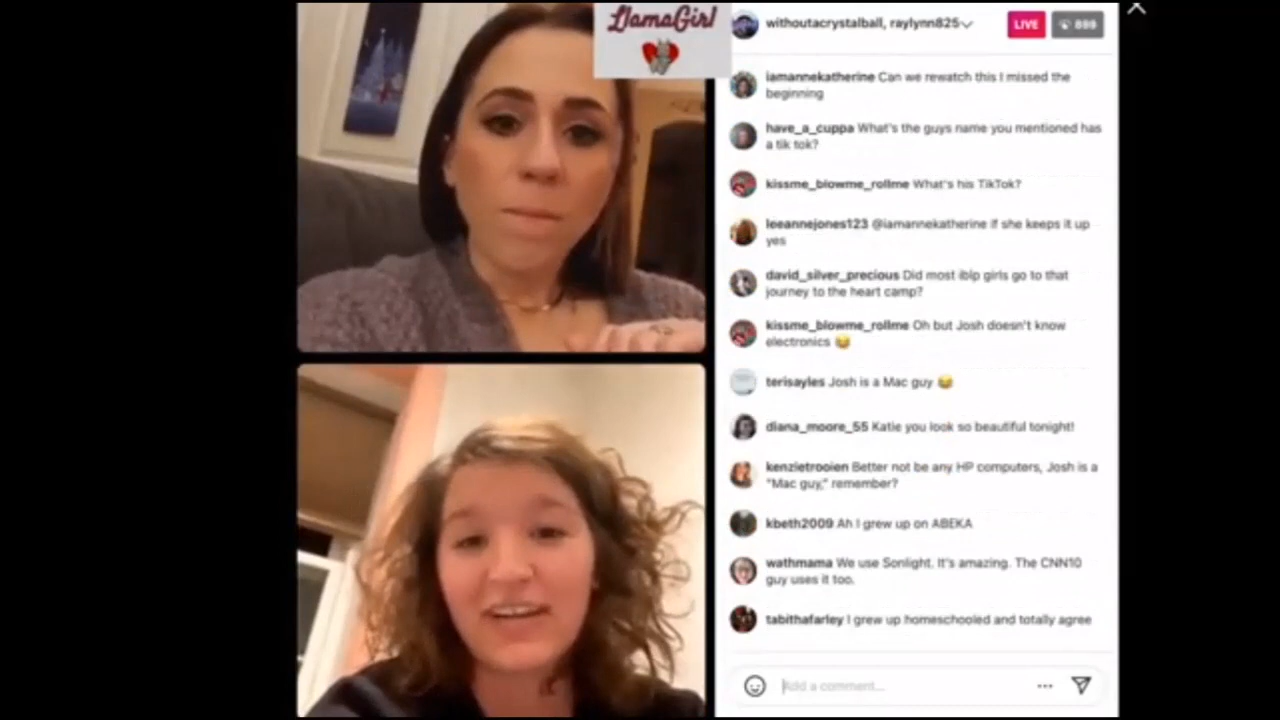 LlamaGirl
withoutacrystalball, raylynn825
LIVE
899
iamannekatherine Can we rewatch this I missed the
beginning
have_a_cuppa What's the guys name you mentioned has
a tik tok?
kissme_blowme_rollme What's his TikTok?
leeannejones123 @iamannekatherine if she keeps it up
yes
david_silver_precious Did most iblp girls go to that
journey to the heart camp?
kissme_blowme_rollme Oh but Josh doesn't know
electronics 😂
terisayles Josh is a Mac guy 😂
diana_moore_55 Katie you look so beautiful tonight!
kenzietrooien Better not be any HP computers, Josh is a
"Mac guy," remember?
kbeth2009 Ah I grew up on ABEKA
wathmama We use Sonlight. It's amazing. The CNN10
guy uses it too.
tabithafarley I grew up homeschooled and totally agree
Add a comment...